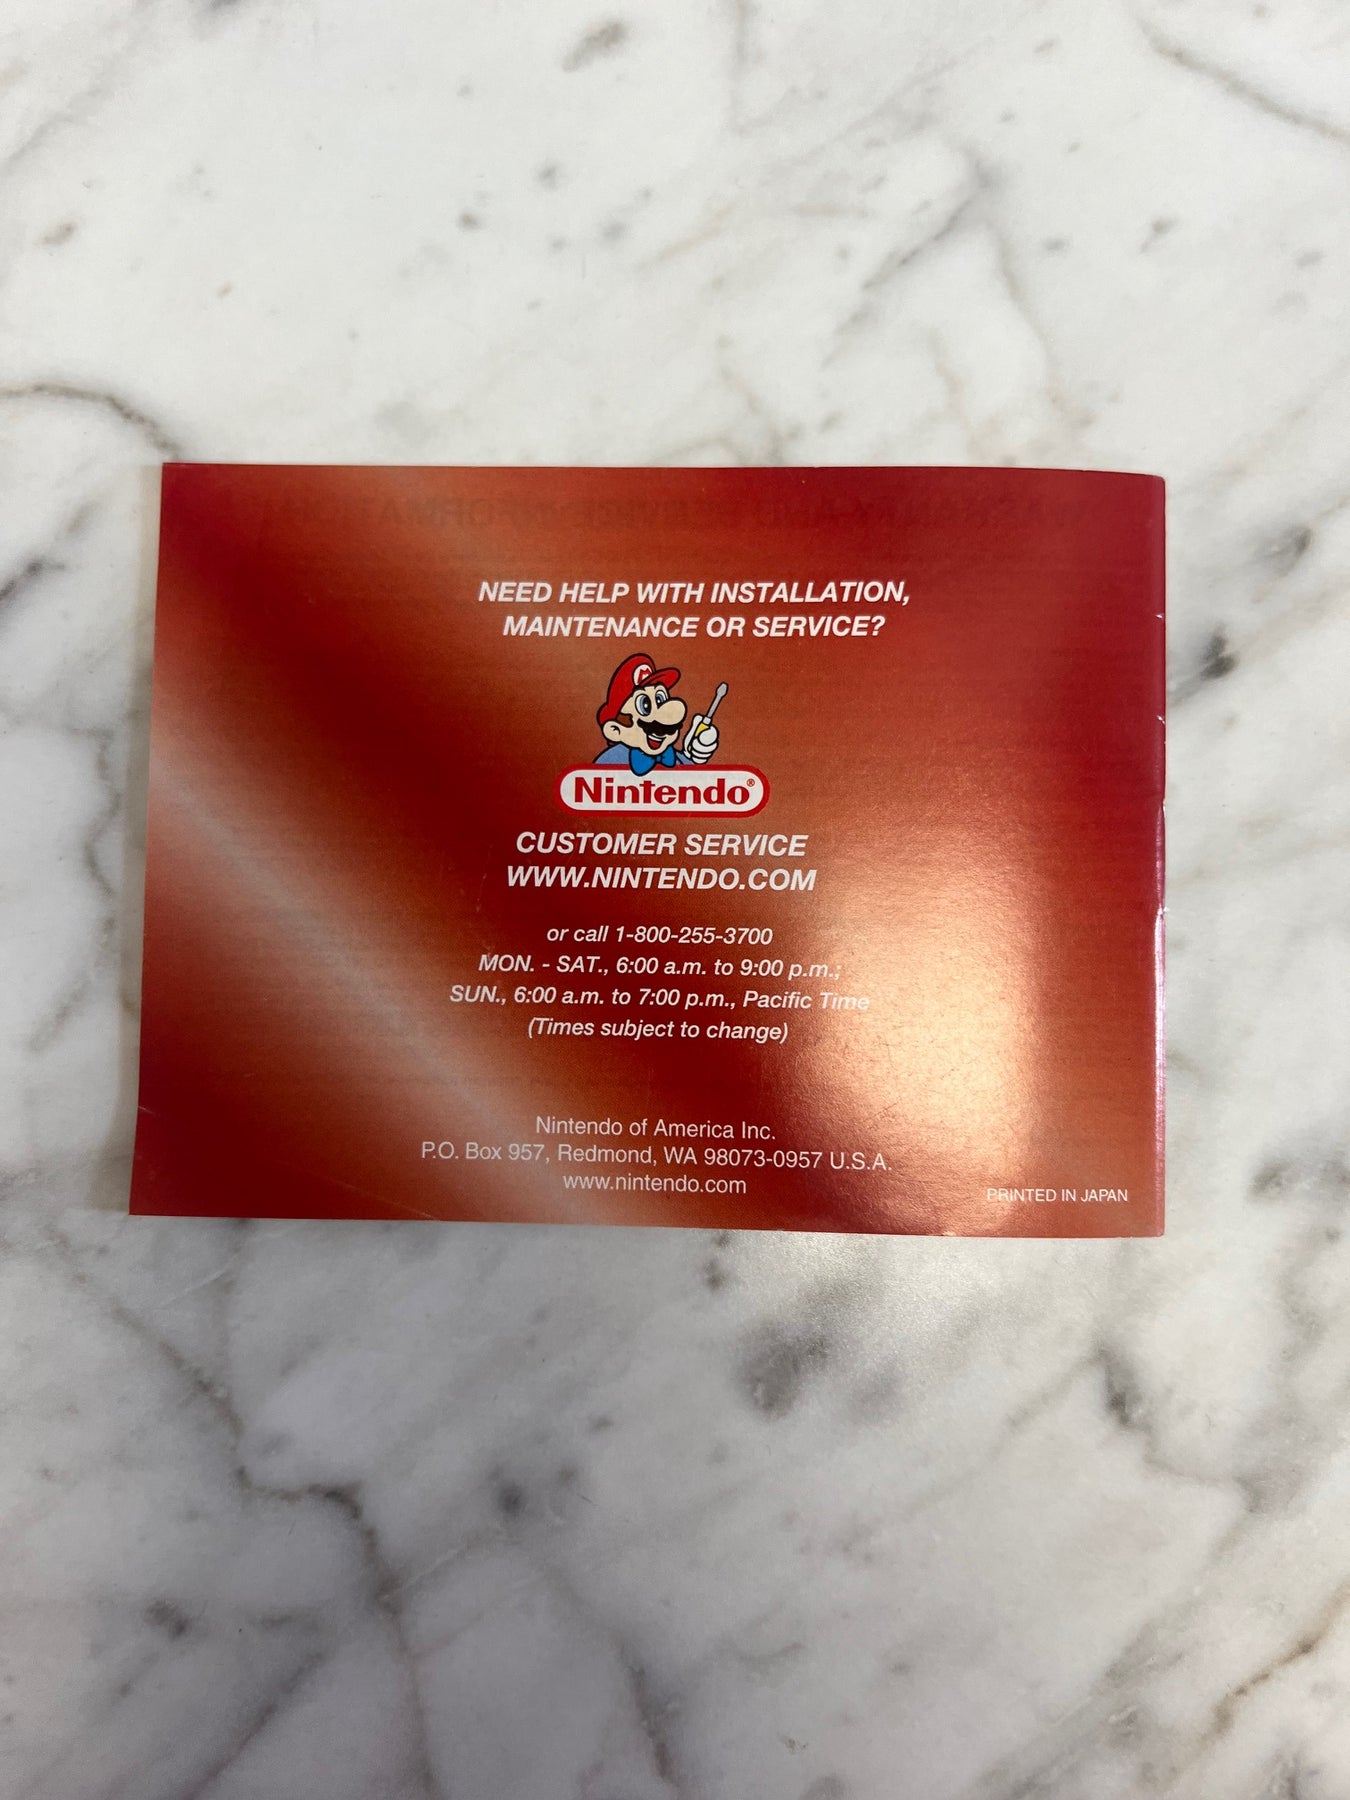 NEED HELP WITH INSTALLATION,
MAINTENANCE OR SERVICE?
M
Nintendo®
CUSTOMER SERVICE
WWW.NINTENDO.COM
or call 1-800-255-3700
MON. - SAT., 6:00 a.m. to 9:00 p.m.;
SUN., 6:00 a.m. to 7:00 p.m., Pacific Time
(Times subject to change)
Nintendo of America Inc.
P.O. Box 957, Redmond, WA 98073-0957 U.S.A.
www.nintendo.com
PRINTED IN JAPAN